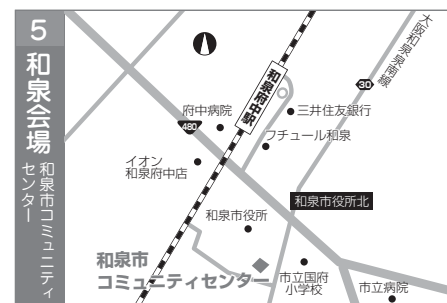 5
和泉会場
和泉市コミュニティ
センター
大阪和泉泉南線
30
和泉府中駅
三井住友銀行
府中病院
480
フチュール和泉
イオン
和泉府中店
和泉市役所北
和泉市役所
和泉市
コミュニティセンター
市立国府
小学校
市立病院